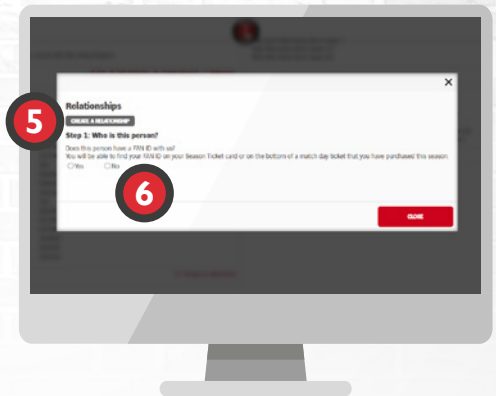 ×
Relationships
5
CREATE A RELATIONSHIP
Step 1: Who is this person?
Does this person have a FAN ID with us?
You will be able to find your FAN ID on your Season Ticket card or on the bottom of a match day ticket that you have purchased this season
Yes No
6
CLOSE